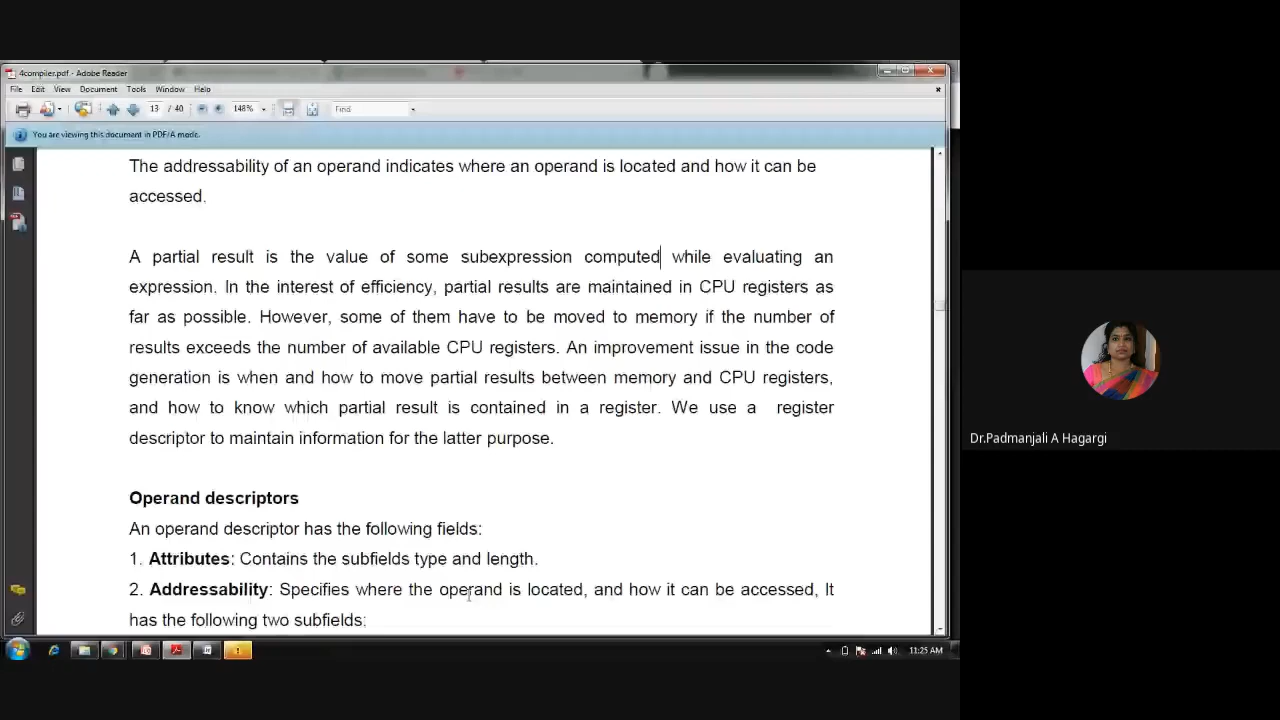 4compiler.pdf - Adobe Reader
File Edit View Document Tools Window Help
13 / 40 148% Find
You are viewing this document in PDF/A mode.
The addressability of an operand indicates where an operand is located and how it can be
accessed.
A partial result is the value of some subexpression computed while evaluating an
expression. In the interest of efficiency, partial results are maintained in CPU registers as
far as possible. However, some of them have to be moved to memory if the number of
results exceeds the number of available CPU registers. An improvement issue in the code
generation is when and how to move partial results between memory and CPU registers,
and how to know which partial result is contained in a register. We use a register
descriptor to maintain information for the latter purpose.
Operand descriptors
An operand descriptor has the following fields:
1. Attributes: Contains the subfields type and length.
2. Addressability: Specifies where the operand is located, and how it can be accessed, It
has the following two subfields;
Dr.Padmanjali A Hagargi
11:25 AM